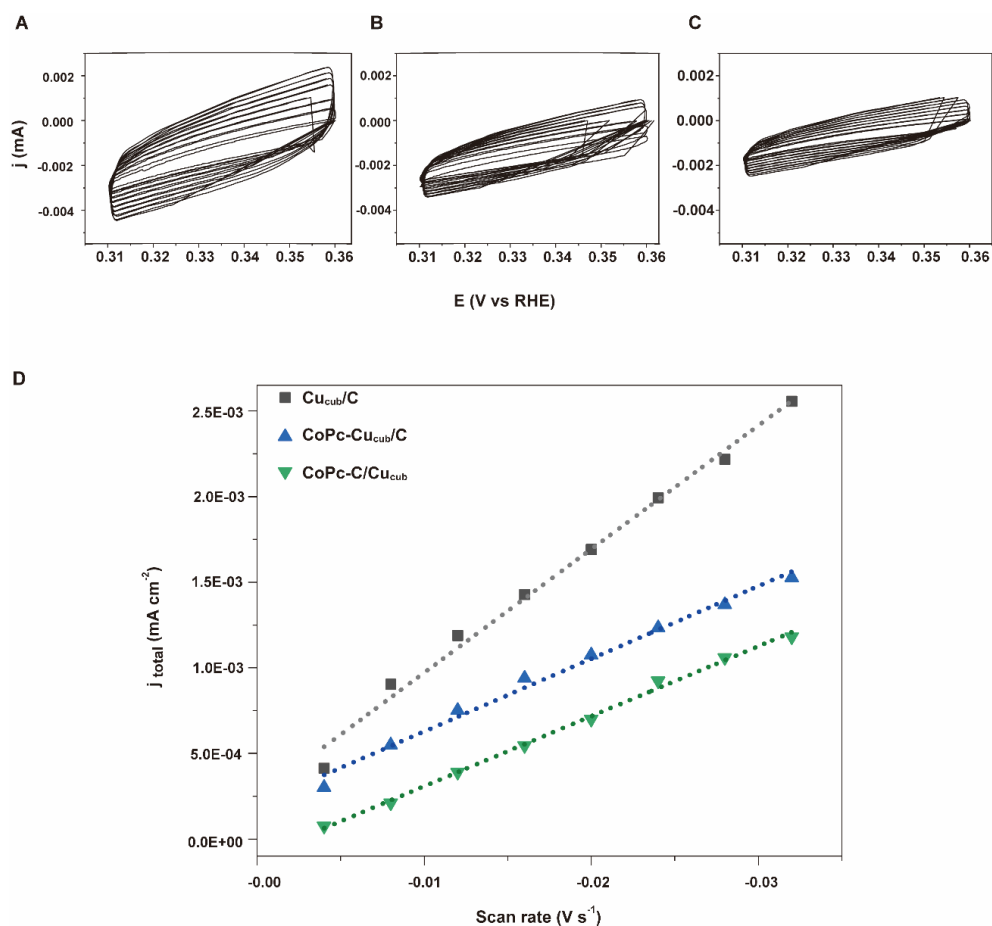 A B C
0.002 0.002 0.002
0.000 0.000 0.000
-0.002 -0.002 -0.002
-0.004 -0.004 -0.004
j (mA)
0.31 0.32 0.33 0.34 0.35 0.36 0.31 0.32 0.33 0.34 0.35 0.36 0.31 0.32 0.33 0.34 0.35 0.36
E (V vs RHE)
D
Cu_cub/C
CoPc-Cu_cub/C
CoPc-C/Cu_cub
2.5E-03
2.0E-03
1.5E-03
1.0E-03
5.0E-04
0.0E+00
j total (mA cm⁻²)
-0.00 -0.01 -0.02 -0.03
Scan rate (V s⁻¹)